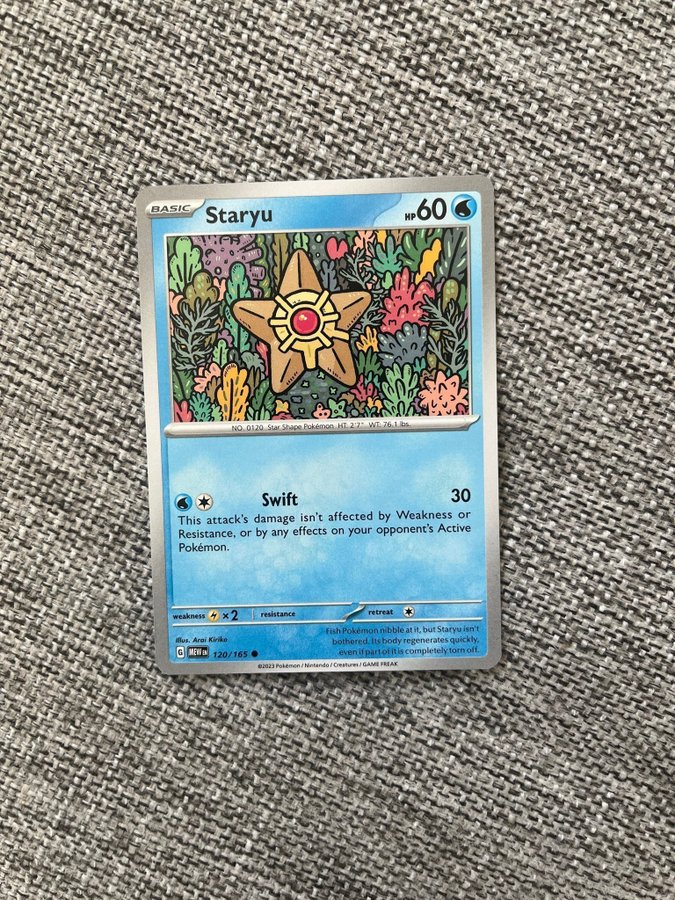 BASIC Staryu HP 60
NO. 0120 Star Shape Pokémon HT: 2'7" WT: 76.1 lbs.
Swift 30
This attack's damage isn't affected by Weakness or
Resistance, or by any effects on your opponent's Active
Pokémon.
weakness ×2 resistance retreat
Illus. Arai Kiriko
Fish Pokémon nibble at it, but Staryu isn't
bothered. Its body regenerates quickly,
even if part of it is completely torn off.
G MEW EN 120/165
©2023 Pokémon / Nintendo / Creatures / GAME FREAK